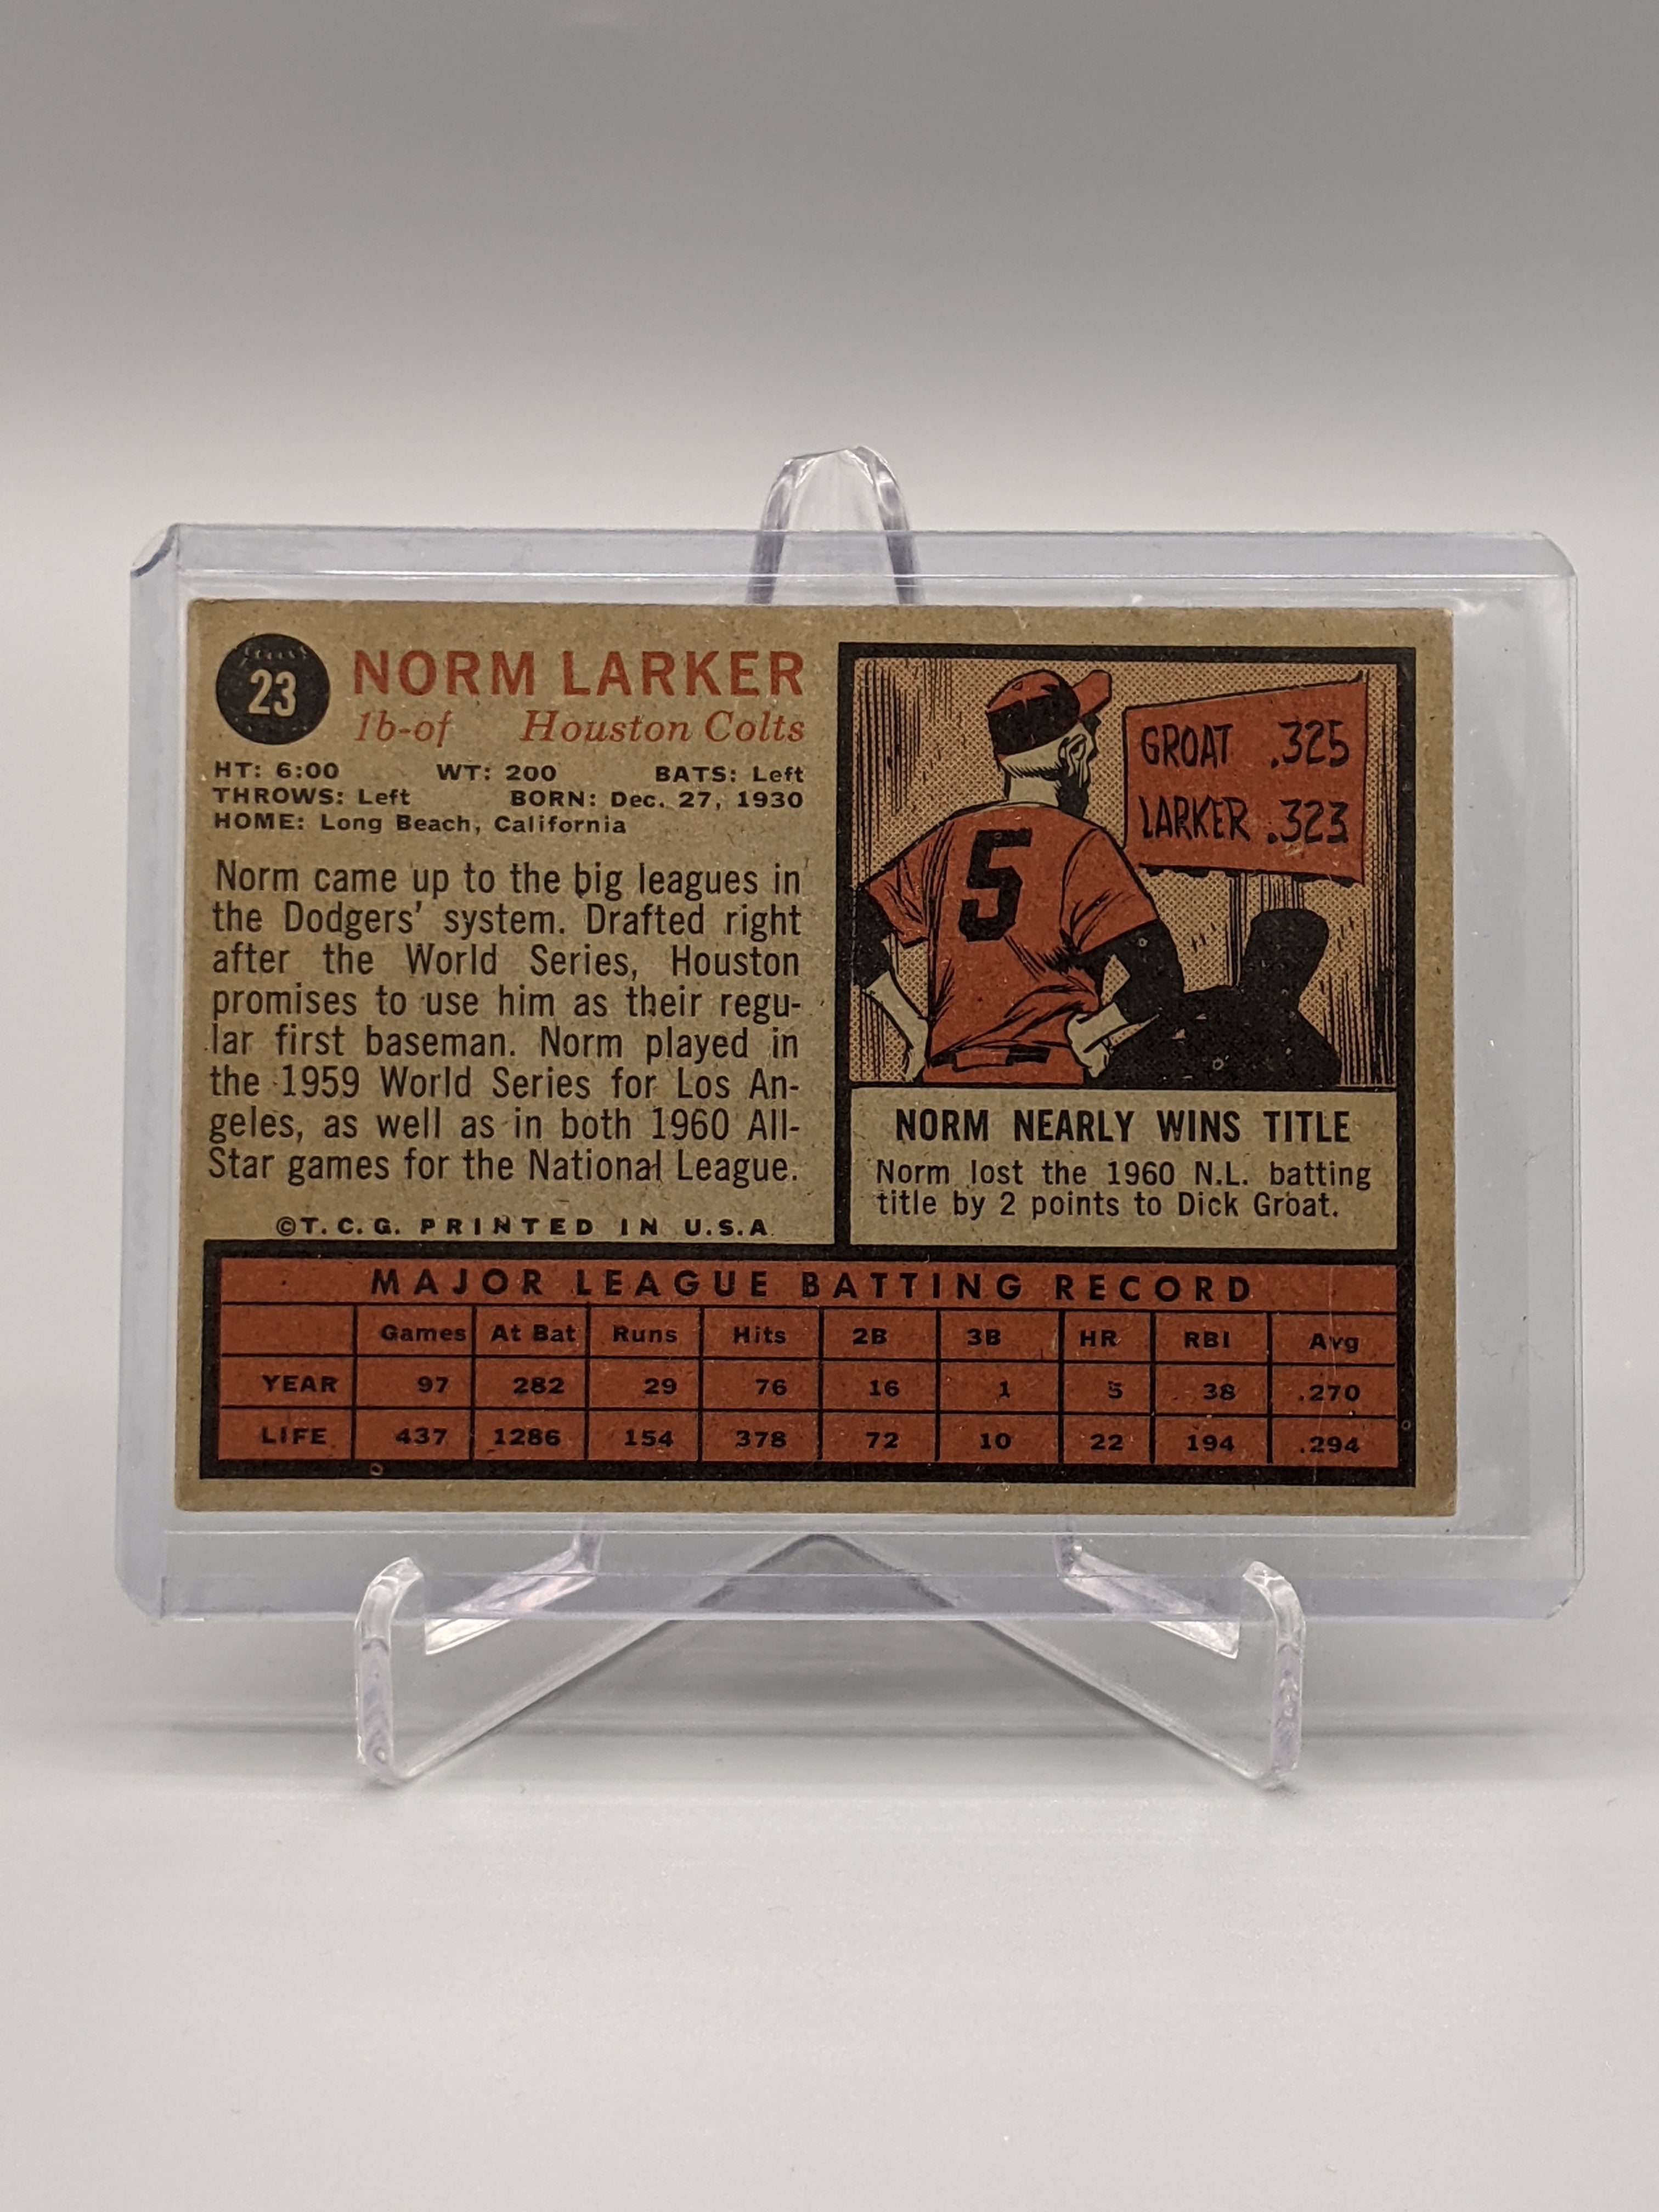 23
NORM LARKER
1b-of Houston Colts
HT: 6:00 WT: 200 BATS: Left
THROWS: Left BORN: Dec. 27, 1930
HOME: Long Beach, California
Norm came up to the big leagues in
the Dodgers' system. Drafted right
after the World Series, Houston
promises to use him as their regu-
lar first baseman. Norm played in
the 1959 World Series for Los An-
geles, as well as in both 1960 All-
Star games for the National League.
©T.C.G. PRINTED IN U.S.A.
5
GROAT .325
LARKER .323
NORM NEARLY WINS TITLE
Norm lost the 1960 N.L. batting
title by 2 points to Dick Groat.
MAJOR LEAGUE BATTING RECORD
Games At Bat Runs Hits 2B 3B HR RBI Avg
YEAR 97 282 29 76 16 1 5 38 .270
LIFE 437 1286 154 378 72 10 22 194 .294